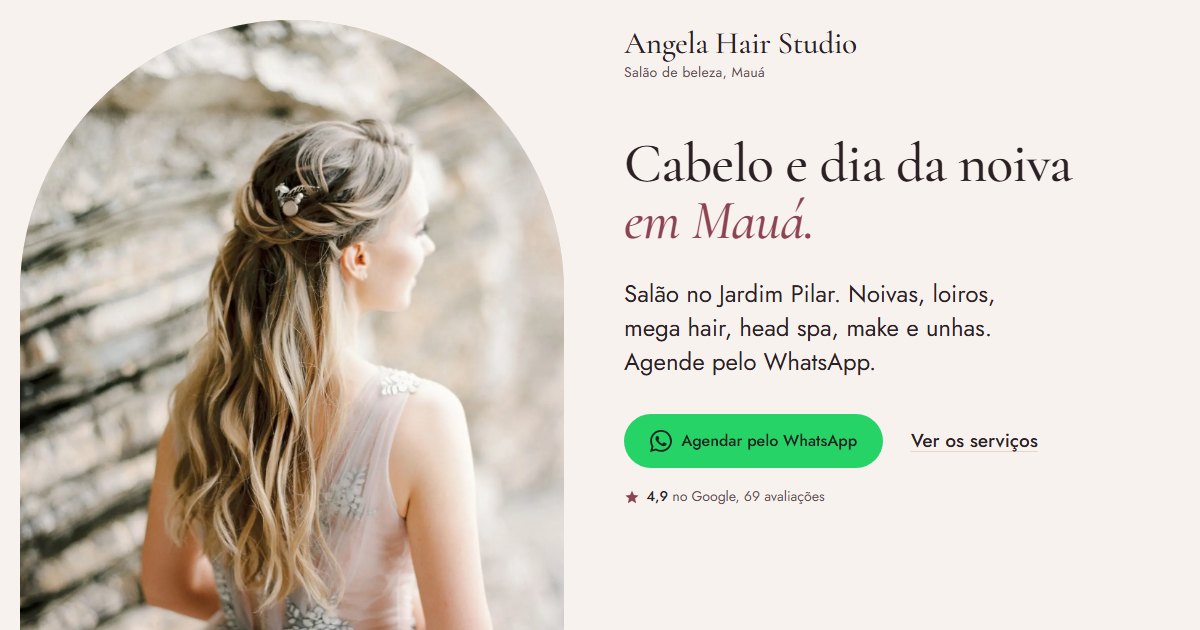 Angela Hair Studio
Salão de beleza, Mauá
Cabelo e dia da noiva
em Mauá.
Salão no Jardim Pilar. Noivas, loiros,
mega hair, head spa, make e unhas.
Agende pelo WhatsApp.
Agendar pelo WhatsApp
Ver os serviços
4,9 no Google, 69 avaliações